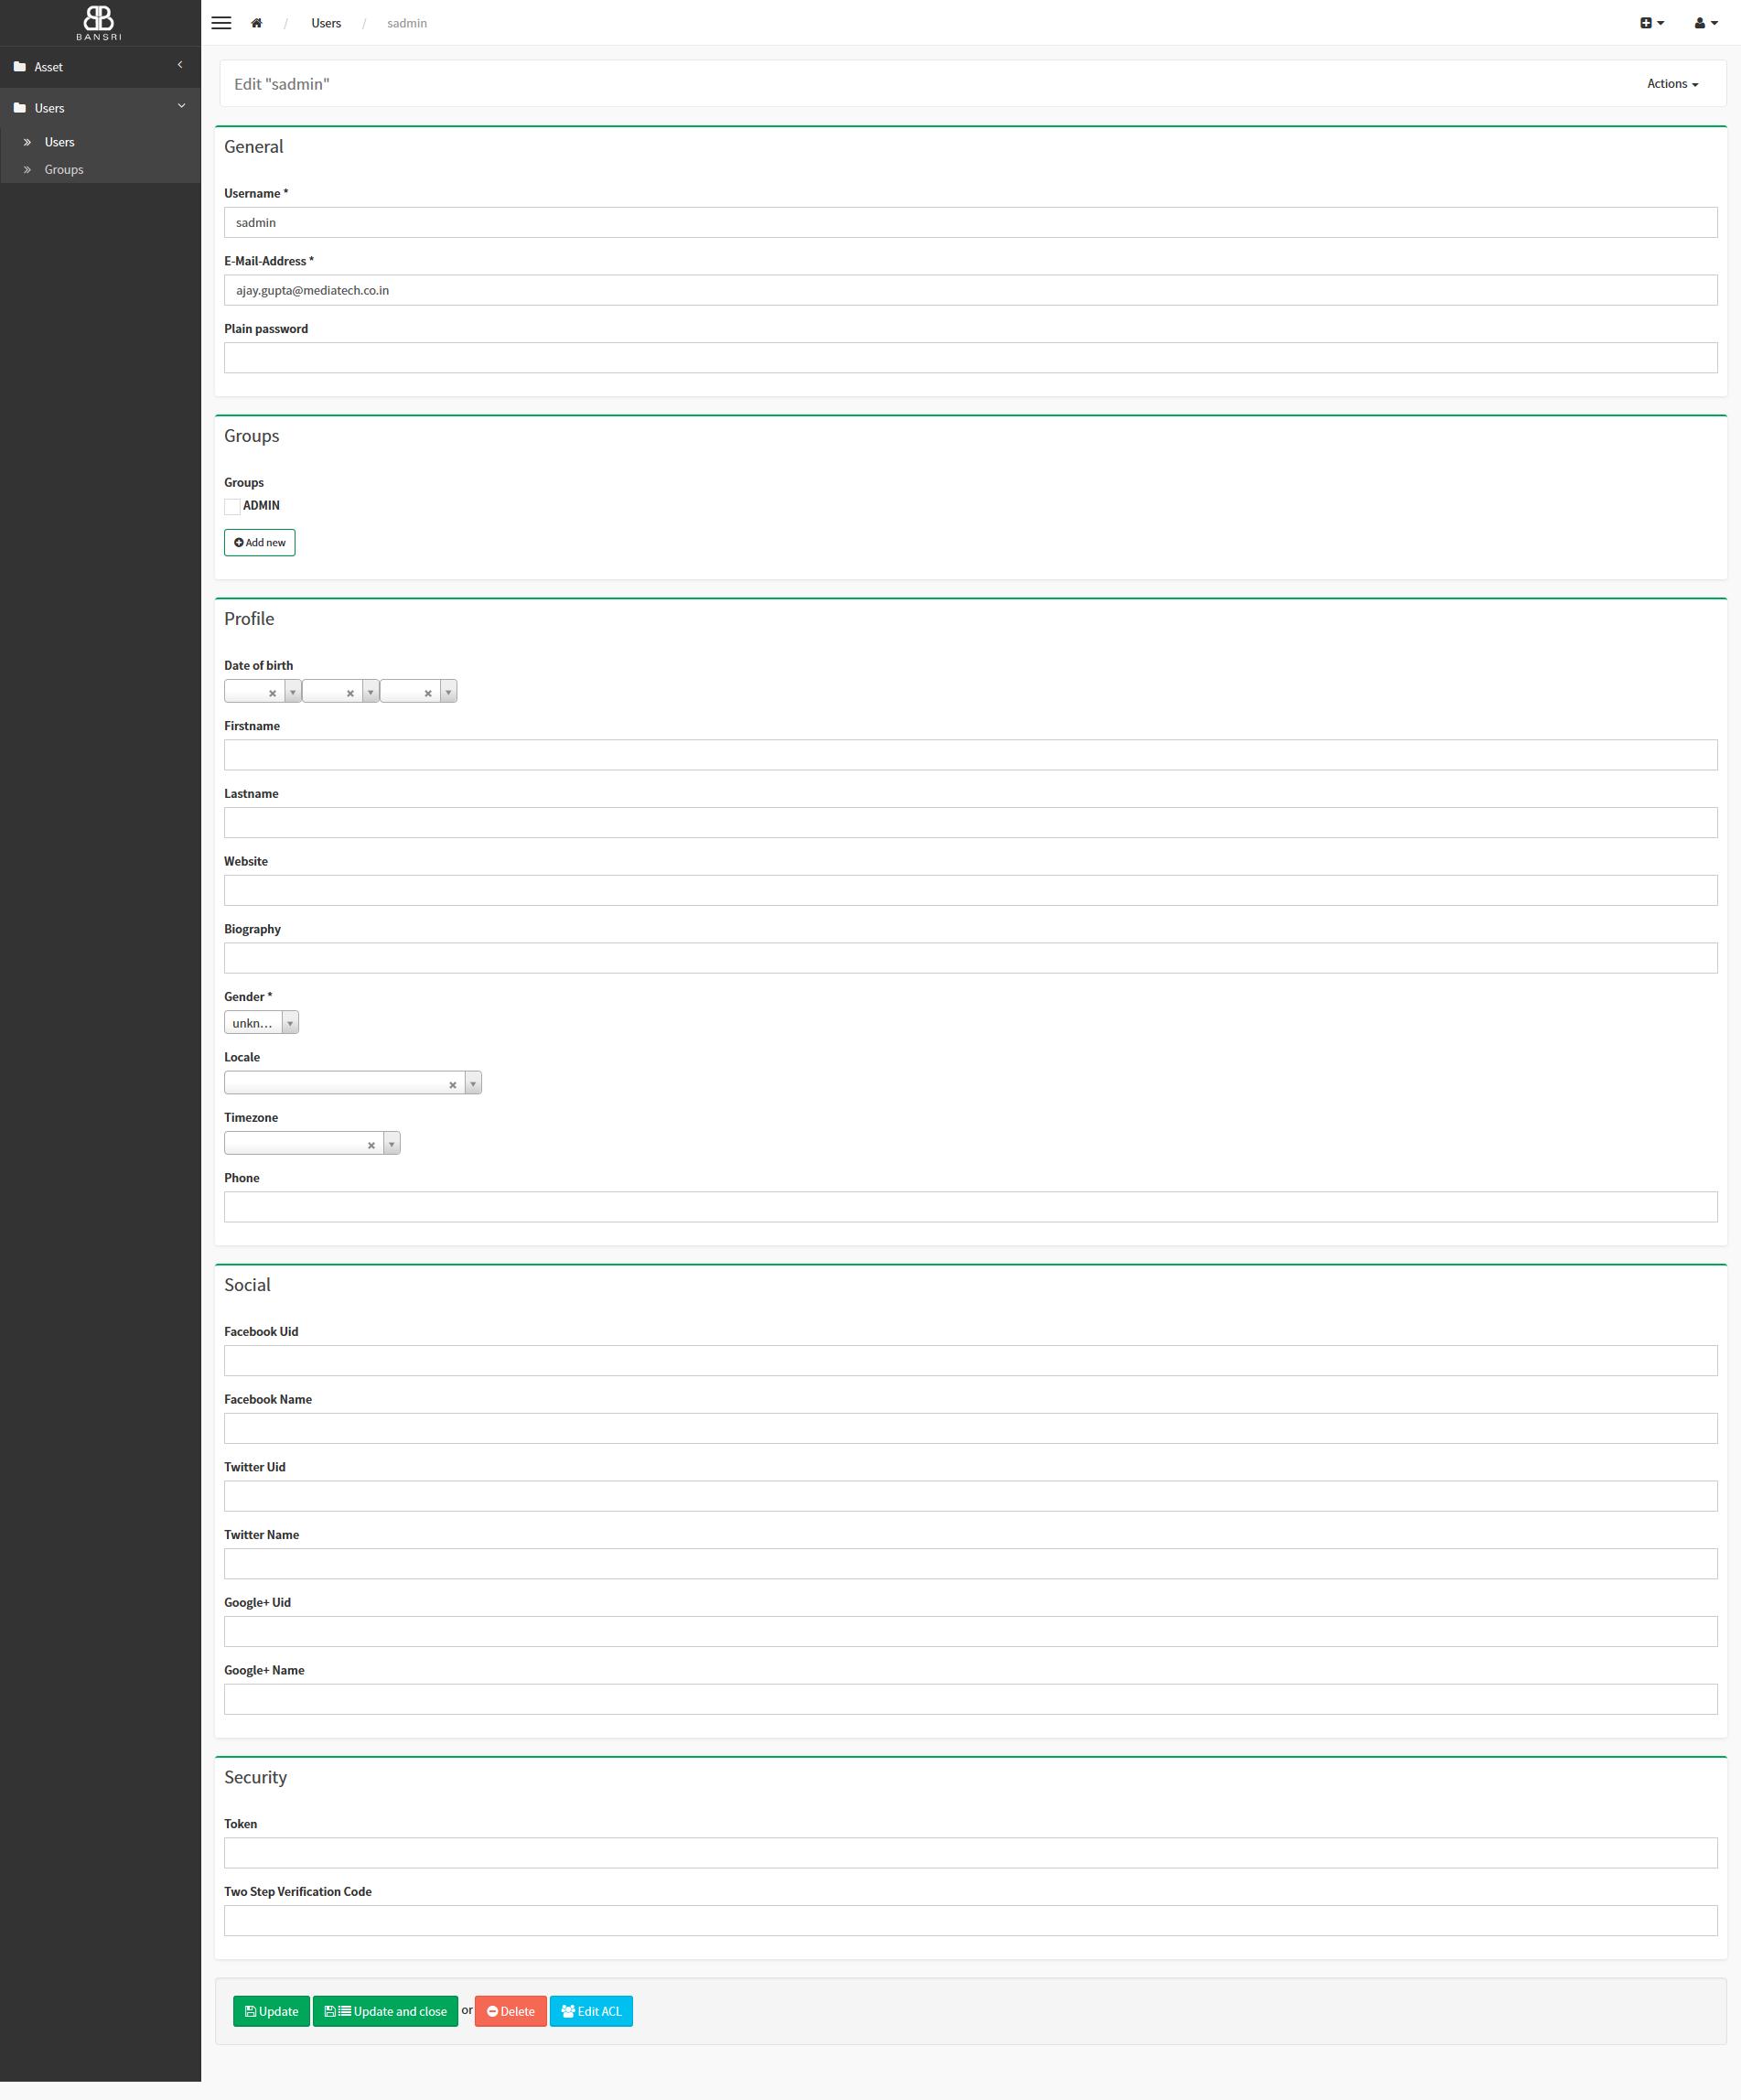 BANSRI
/ Users / sadmin
Asset
Users
Users
Groups
Edit "sadmin"
Actions
General
Username *
sadmin
E-Mail-Address *
ajay.gupta@mediatech.co.in
Plain password
Groups
Groups
ADMIN
Add new
Profile
Date of birth
Firstname
Lastname
Website
Biography
Gender *
unkn...
Locale
Timezone
Phone
Social
Facebook Uid
Facebook Name
Twitter Uid
Twitter Name
Google+ Uid
Google+ Name
Security
Token
Two Step Verification Code
Update Update and close or Delete Edit ACL